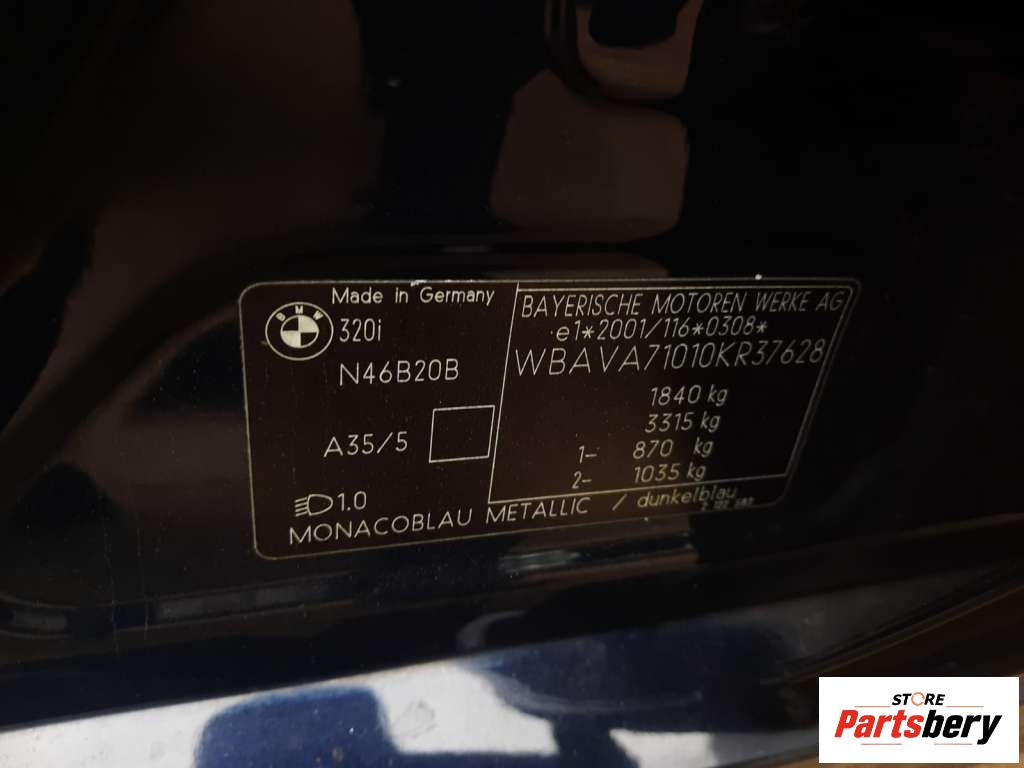 Made in Germany
BMW
320i
N46B20B
A35/5
1.0
BAYERISCHE MOTOREN WERKE AG
e1*2001/116*0308*
WBAVA71010KR37628
1840 kg
3315 kg
1- 870 kg
2- 1035 kg
MONACOBLAU METALLIC / dunkelblau
STORE
Partsbery